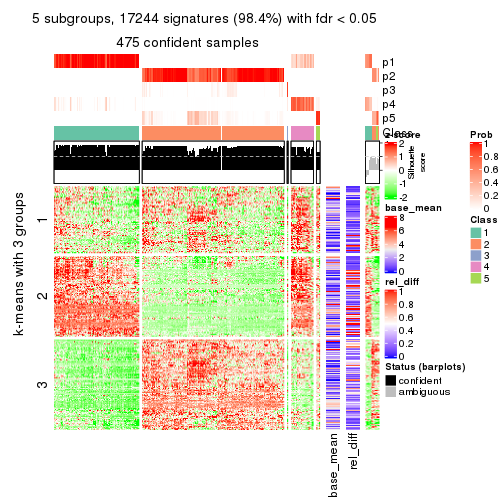 5 subgroups, 17244 signatures (98.4%) with fdr < 0.05
475 confident samples
p1
p2
p3
p4
p5
Class
z-score
2
1
0
-1
-2
Silhouette
score
Prob
1
0.8
0.6
0.4
0.2
0
base_mean
8
6
4
2
0
Class
1
2
3
4
5
rel_diff
1
0.8
0.6
0.4
0.2
0
Status (barplots)
confident
ambiguous
k-means with 3 groups
1
2
3
base_mean
rel_diff